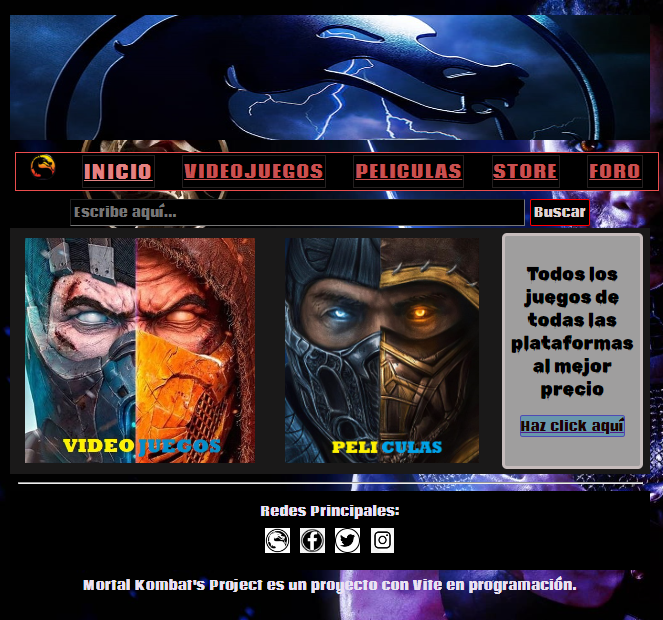 INICIO VIDEOJUEGOS PELICULAS STORE FORO
Escribe aquí... Buscar
Todos los
juegos de
todas las
plataformas
al mejor
precio
Haz click aquí
VIDEOJUEGOS
PELICULAS
Redes Principales:
Mortal Kombat's Project es un proyecto con Vite en programación.